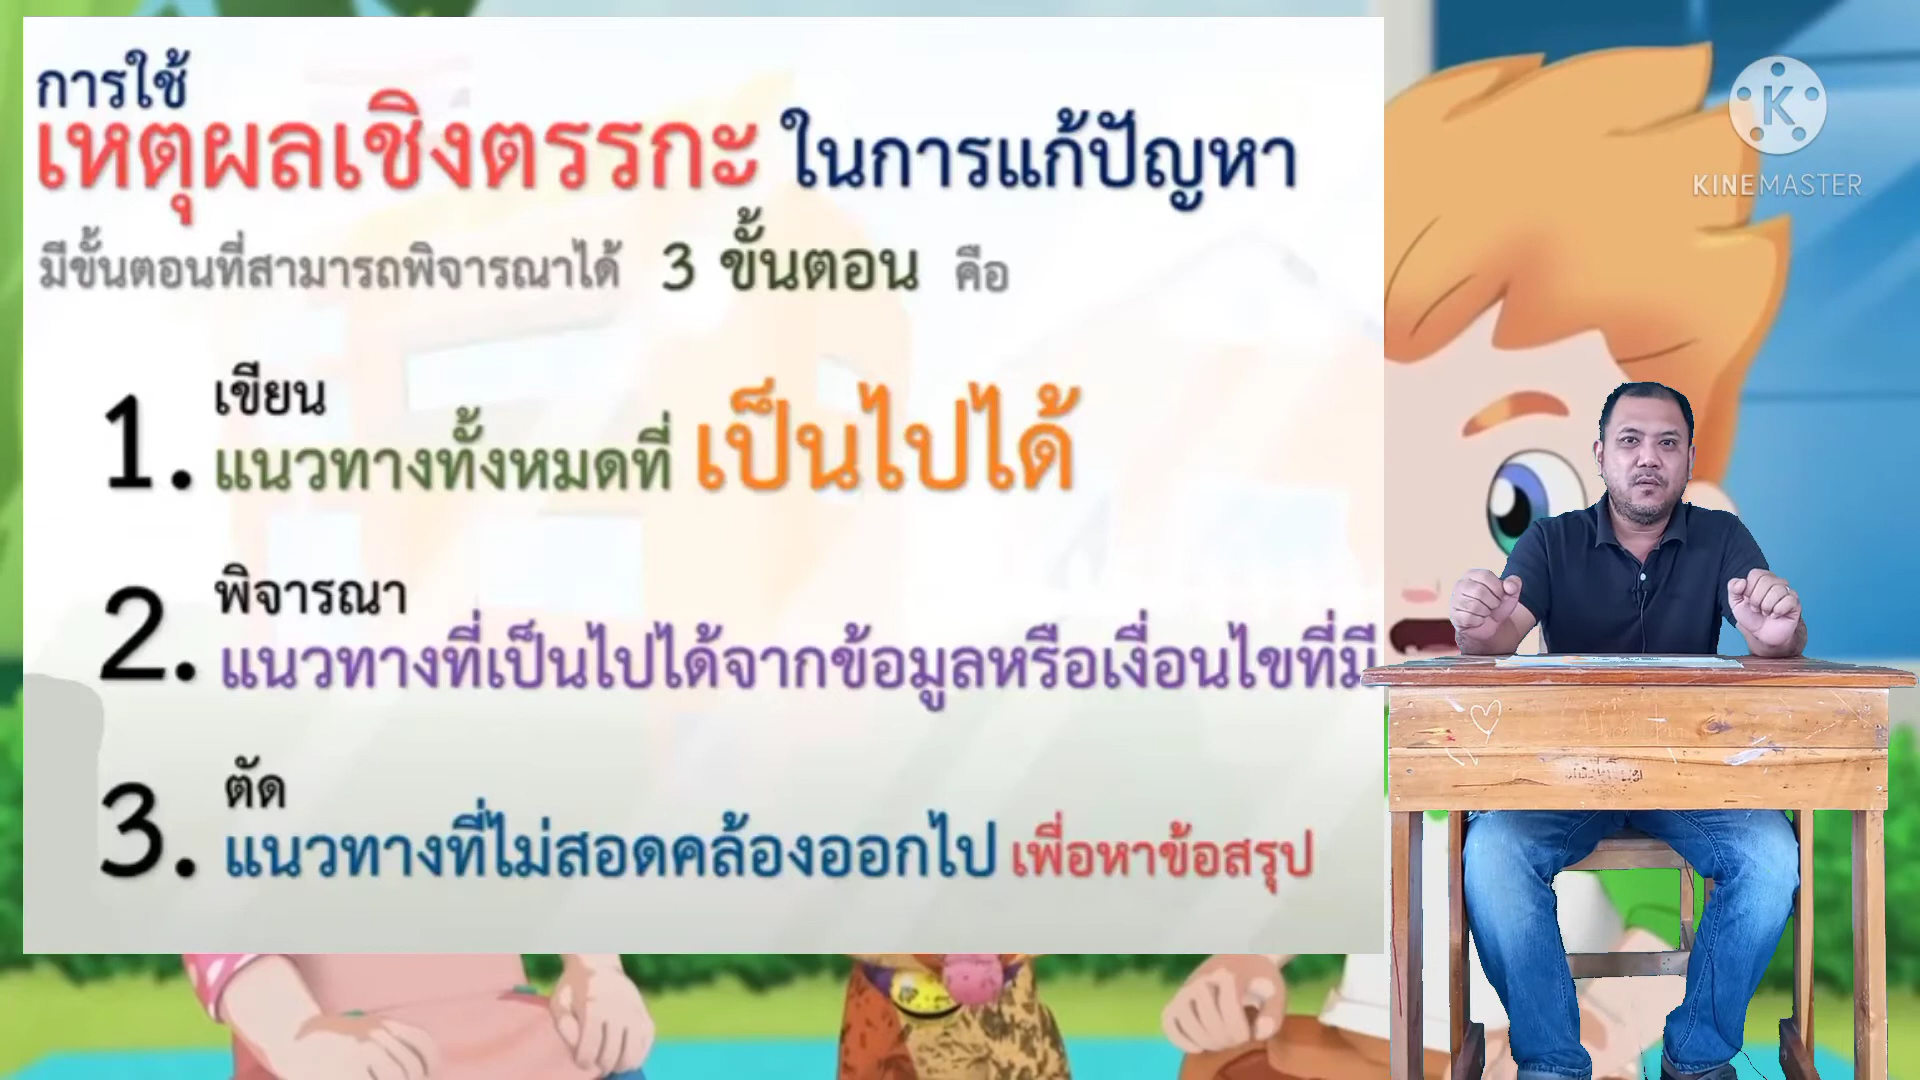 การใช้
เหตุผลเชิงตรรกะ ในการแก้ปัญหา
มีขั้นตอนที่สามารถพิจารณาได้ 3 ขั้นตอน คือ
1. เขียน
แนวทางทั้งหมดที่ เป็นไปได้
2. พิจารณา
แนวทางที่เป็นไปได้จากข้อมูลหรือเงื่อนไขที่มี
3. ตัด
แนวทางที่ไม่สอดคล้องออกไป เพื่อหาข้อสรุป
K
KINEMASTER